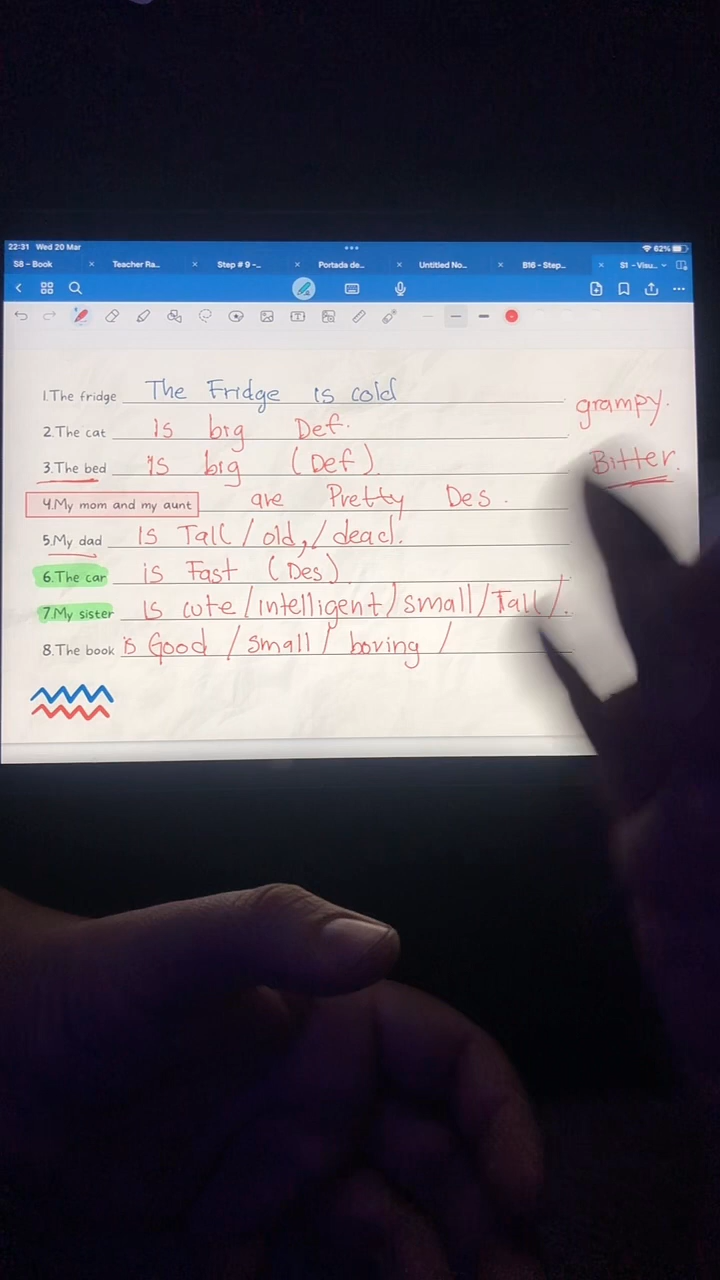 22:31 Wed 20 Mar
62%
S8 - Book
Teacher Ra...
Step # 9 -...
Portada de...
Untitled No...
B16 - Step...
S1 - Visu...
1.The fridge The Fridge is cold
grampy.
2.The cat is big Def.
3.The bed is big (Def).
Bitter.
4.My mom and my aunt are Pretty Des.
5.My dad Is Tall / old, / dead.
6.The car is Fast (Des)
7.My sister Is cute / intelligent / small / Tall /.
8.The book is Good / small / boring /